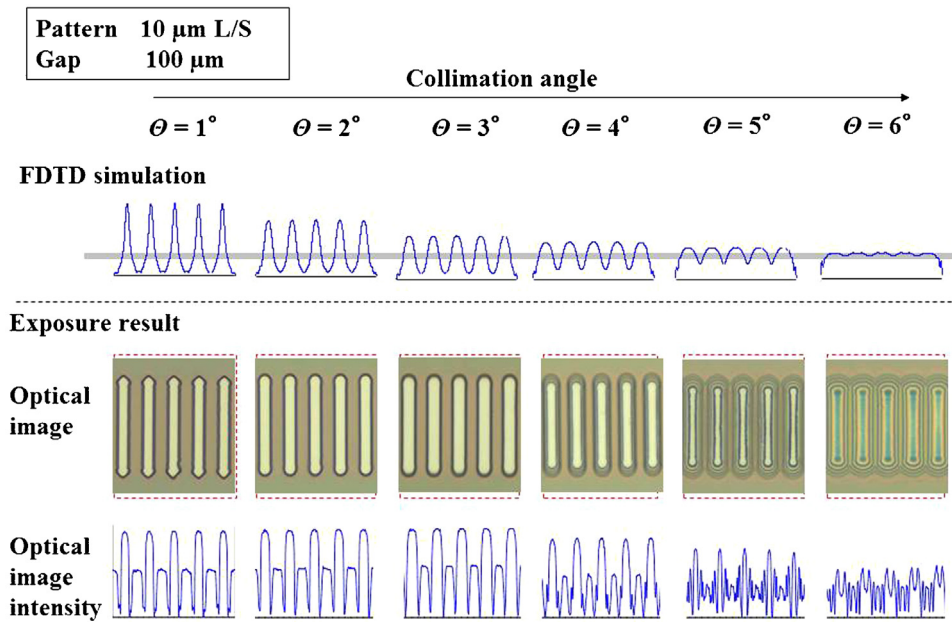 Pattern 10 µm L/S
Gap 100 µm
Collimation angle
Θ = 1° Θ = 2° Θ = 3° Θ = 4° Θ = 5° Θ = 6°
FDTD simulation
Exposure result
Optical
image
Optical
image
intensity